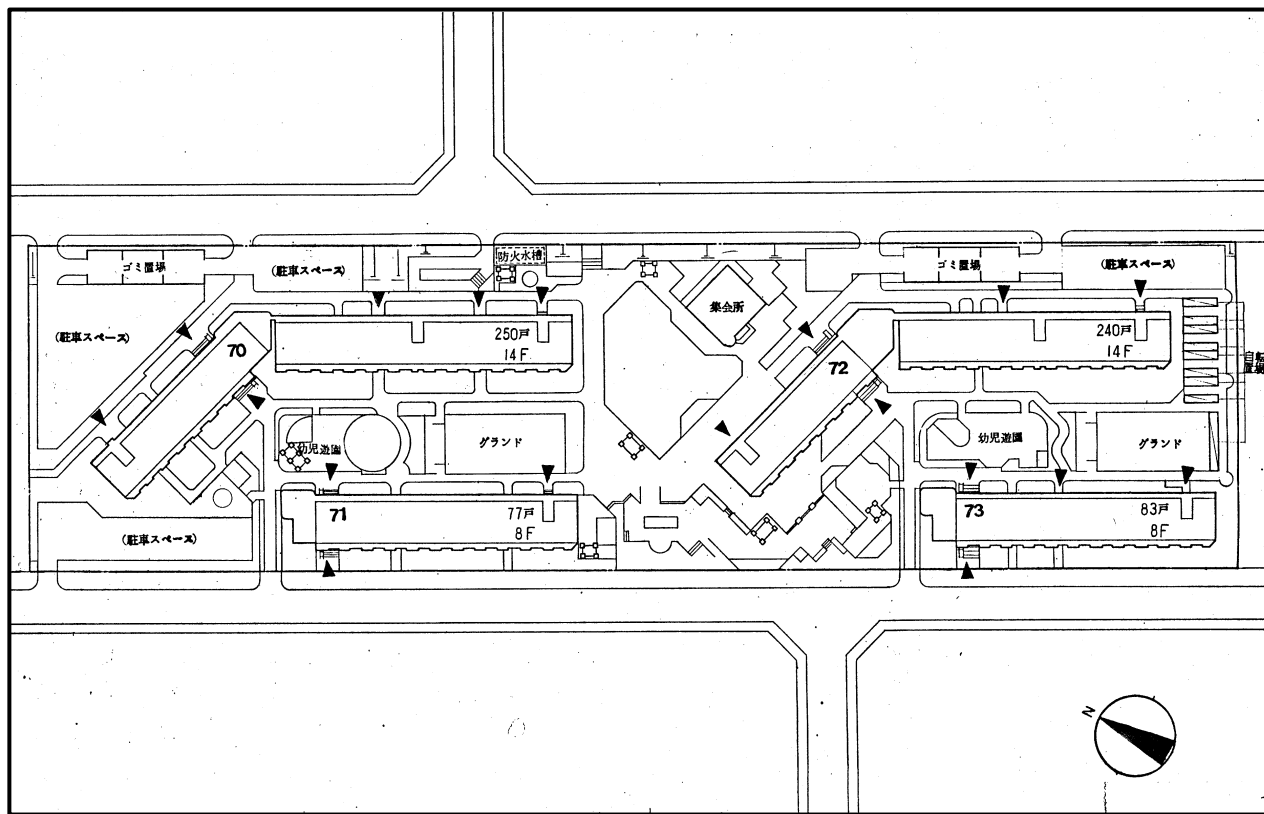 防火水槽
ゴミ置場
(駐車スペース)
ゴミ置場
(駐車スペース)
集会所
(駐車スペース)
70
250戸
14F
72
240戸
14F
自転
置場
幼児遊園
グランド
幼児遊園
グランド
71
77戸
8F
73
83戸
8F
(駐車スペース)
N